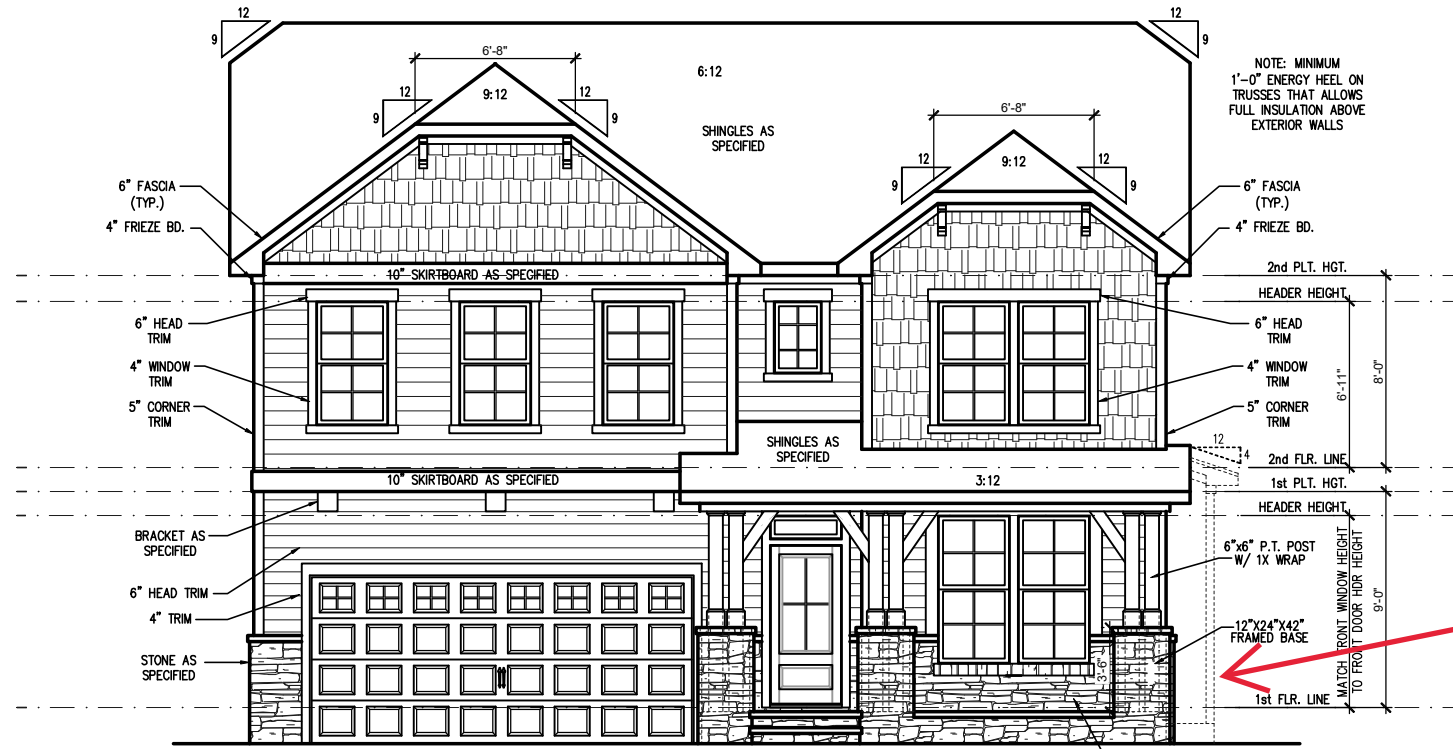 12
9
12
9
6'-8"
6:12
NOTE: MINIMUM
1'-0" ENERGY HEEL ON
TRUSSES THAT ALLOWS
FULL INSULATION ABOVE
EXTERIOR WALLS
12
9
9:12
12
9
6'-8"
SHINGLES AS
SPECIFIED
12
9
9:12
12
9
6" FASCIA
(TYP.)
4" FRIEZE BD.
6" FASCIA
(TYP.)
4" FRIEZE BD.
10" SKIRTBOARD AS SPECIFIED
2nd PLT. HGT.
HEADER HEIGHT
6" HEAD
TRIM
4" WINDOW
TRIM
5" CORNER
TRIM
6" HEAD
TRIM
4" WINDOW
TRIM
5" CORNER
TRIM
6'-11"
8'-0"
SHINGLES AS
SPECIFIED
12
4
2nd FLR. LINE
10" SKIRTBOARD AS SPECIFIED
3:12
1st PLT. HGT.
HEADER HEIGHT
BRACKET AS
SPECIFIED
6" HEAD TRIM
4" TRIM
STONE AS
SPECIFIED
6"x6" P.T. POST
W/ 1X WRAP
12"X24"X42"
FRAMED BASE
3'-6"
MATCH FRONT WINDOW HEIGHT
TO FRONT DOOR HDR HEIGHT
9'-0"
1st FLR. LINE